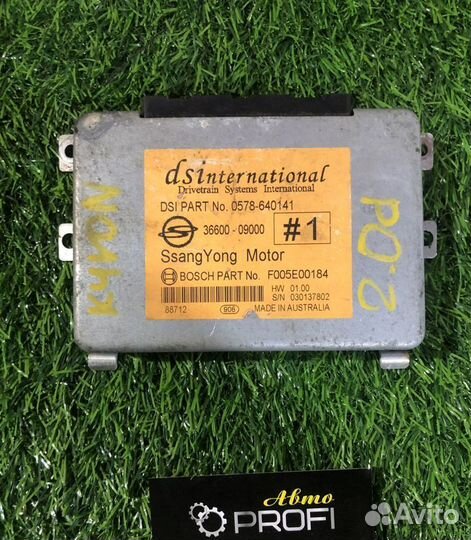 dsinternational
Drivetrain Systems International
DSI PART No. 0578-640141
36600 - 09000
#1
SsangYong Motor
BOSCH PART No. F005E00184
HW 01.00
S/N 030137802
88712
906
MADE IN AUSTRALIA
KYRON
2.0d
Авто
PROFI
Avito